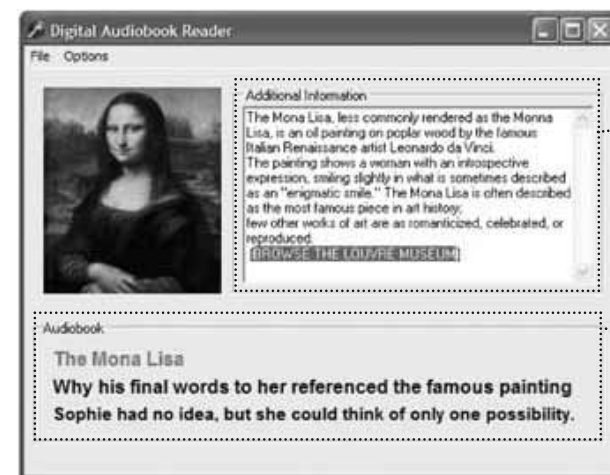 Digital Audiobook Reader
File Options
Additional Information
The Mona Lisa, less commonly rendered as the Monna
Lisa, is an oil painting on poplar wood by the famous
Italian Renaissance artist Leonardo da Vinci.
The painting shows a woman with an introspective
expression, smiling slightly in what is sometimes described
as an "enigmatic smile." The Mona Lisa is often described
as the most famous piece in art history;
few other works of art are as romanticized, celebrated, or
reproduced.
[BROWSE THE LOUVRE MUSEUM]
Audiobook
The Mona Lisa
Why his final words to her referenced the famous painting
Sophie had no idea, but she could think of only one possibility.